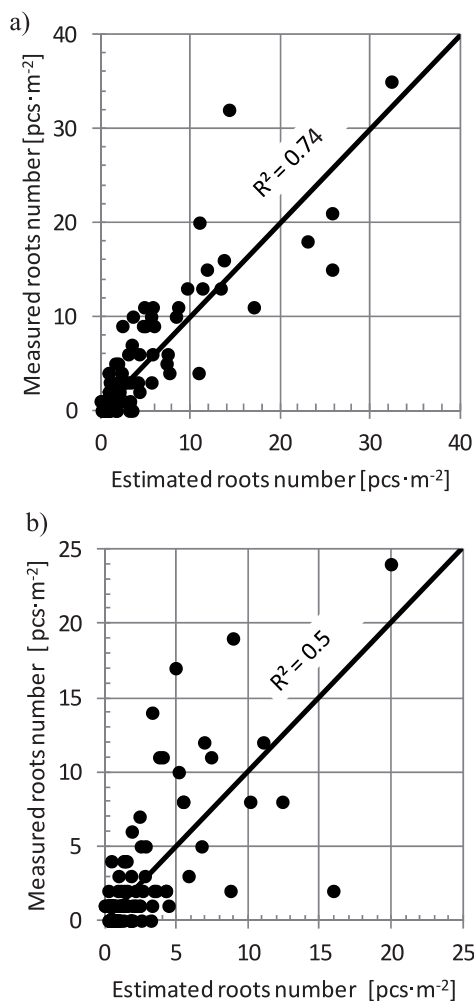 a)
Measured roots number [pcs·m⁻²]
40
30
20
10
0
R² = 0.74
0 10 20 30 40
Estimated roots number [pcs·m⁻²]
b)
Measured roots number [ pcs·m⁻²]
25
20
15
10
5
0
R² = 0.5
0 5 10 15 20 25
Estimated roots number [pcs·m⁻²]